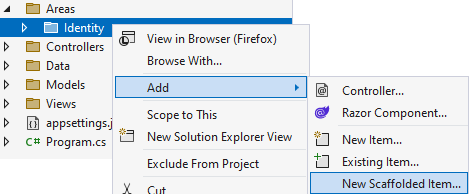 Areas
Identity
Controllers
Data
Models
Views
appsettings.j
C# Program.cs
View in Browser (Firefox)
Browse With...
Add
Scope to This
New Solution Explorer View
Exclude From Project
Cut
Controller...
Razor Component...
New Item...
Existing Item...
New Scaffolded Item...